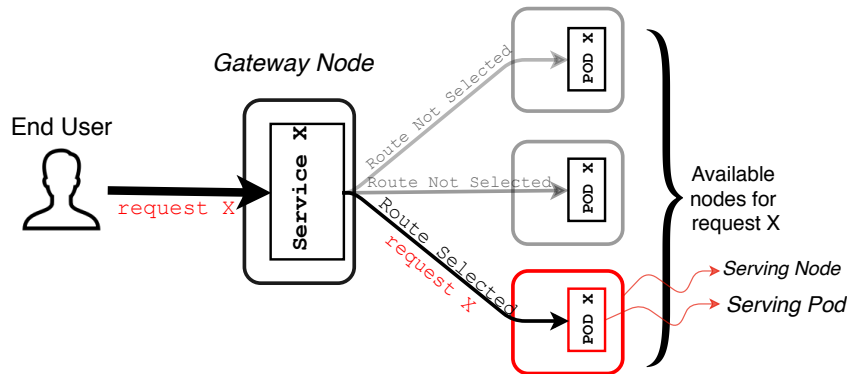 Gateway Node
End User
request X
Service X
Route Not Selected
Route Not Selected
Route Selected
request X
POD X
POD X
POD X
Available
nodes for
request X
Serving Node
Serving Pod